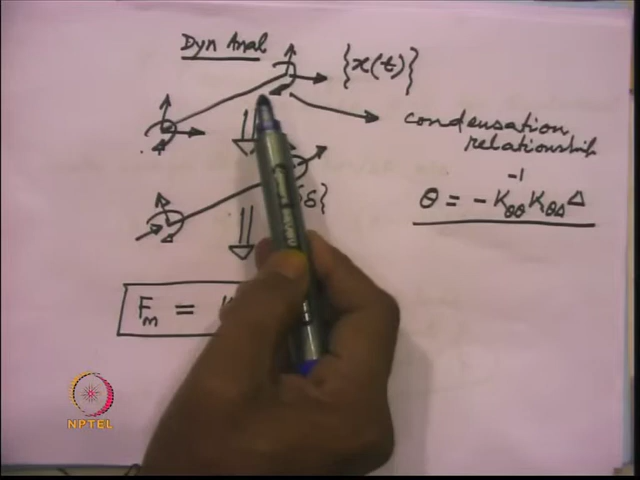 Dyn Anal
{x(t)}
condensation
relationship
θ = - K_θθ^-1 K_θΔ Δ
δ}
F_m =
NPTEL